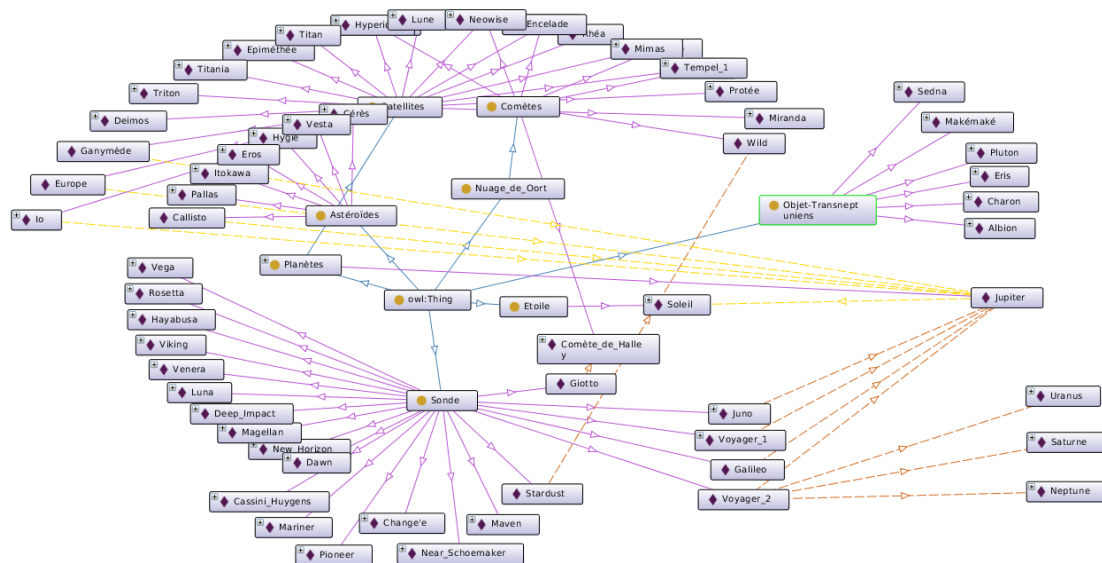 Hyperion
Lune
Neowise
Encelade
Rhéa
Titan
Epiméthée
Mimas
Titania
Tempel_1
Triton
Protée
Sedna
Satellites
Comètes
Cérès
Deimos
Vesta
Miranda
Makémaké
Hygie
Wild
Ganymède
Eros
Pluton
Itokawa
Eris
Europe
Pallas
Nuage_de_Oort
Charon
Io
Callisto
Astéroïdes
Objet-Transnept
uniens
Albion
Vega
Planètes
Rosetta
owl:Thing
Etoile
Soleil
Jupiter
Hayabusa
Viking
Comète_de_Halle
y
Venera
Giotto
Luna
Sonde
Uranus
Deep_Impact
Juno
Magellan
Voyager_1
Saturne
New_Horizon
Dawn
Galileo
Cassini_Huygens
Stardust
Voyager_2
Neptune
Mariner
Change'e
Maven
Pioneer
Near_Schoemaker